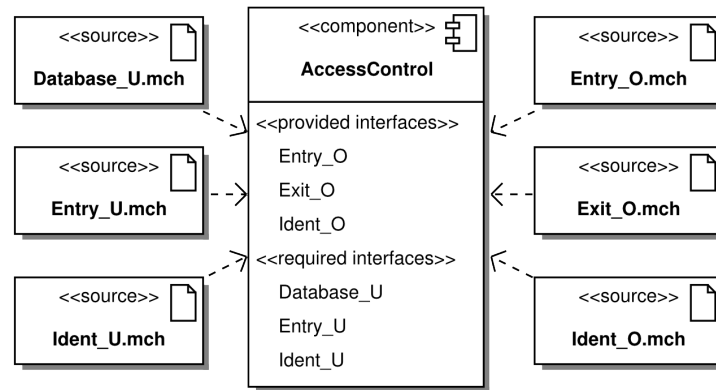 <<source>>
Database_U.mch
<<source>>
Entry_U.mch
<<source>>
Ident_U.mch
<<component>>
AccessControl
<<provided interfaces>>
Entry_O
Exit_O
Ident_O
<<required interfaces>>
Database_U
Entry_U
Ident_U
<<source>>
Entry_O.mch
<<source>>
Exit_O.mch
<<source>>
Ident_O.mch